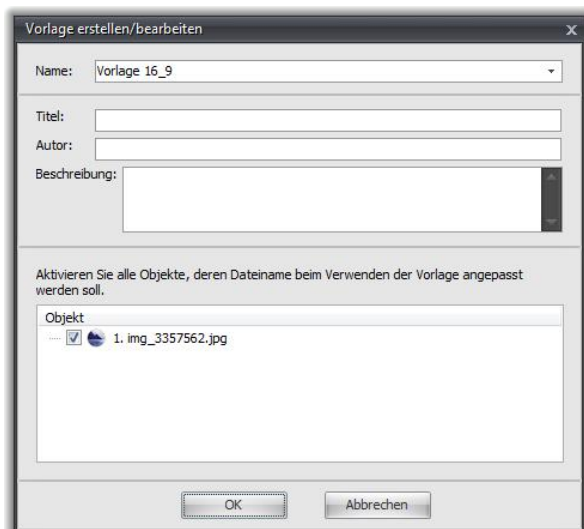 Vorlage erstellen/bearbeiten
x
Name: Vorlage 16_9
Titel:
Autor:
Beschreibung:
Aktivieren Sie alle Objekte, deren Dateiname beim Verwenden der Vorlage angepasst
werden soll.
Objekt
1. img_3357562.jpg
OK Abbrechen